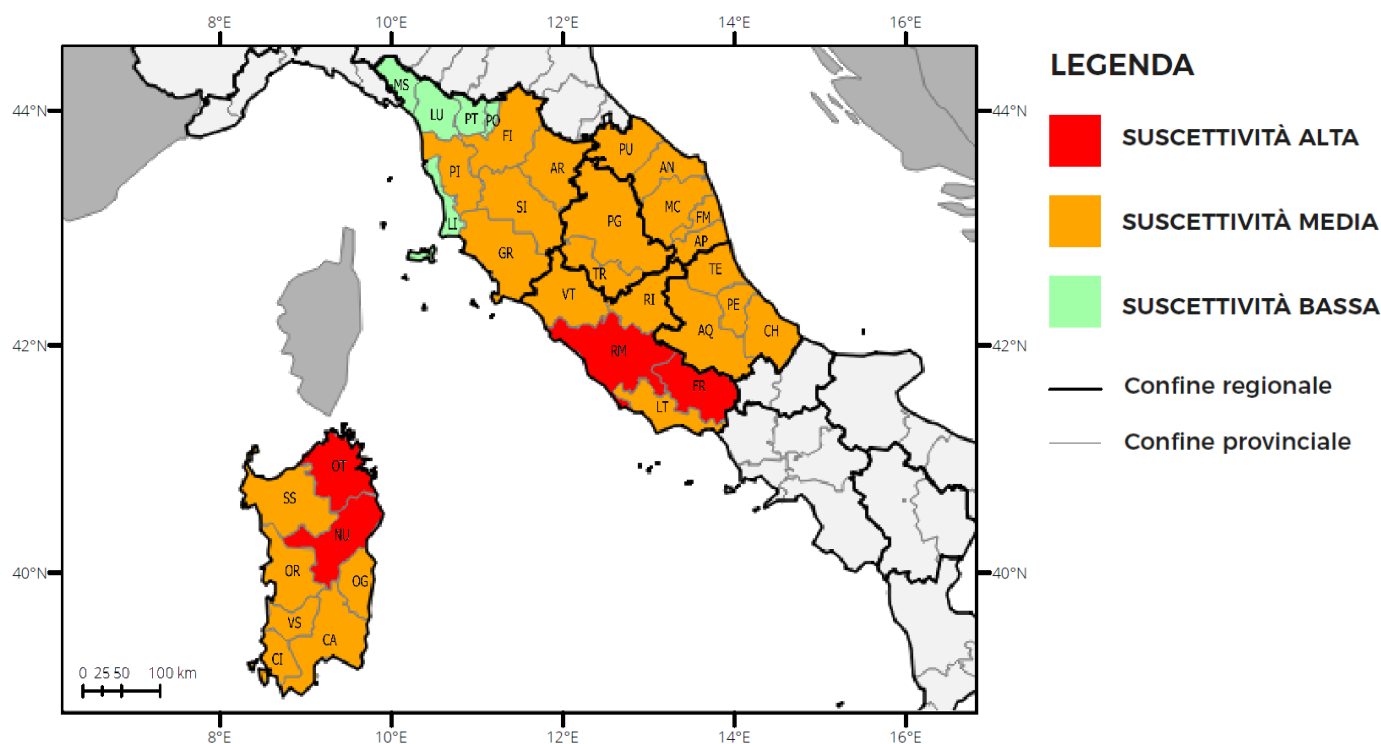 8°E 10°E 12°E 14°E 16°E
LEGENDA
44°N 44°N
SUSCETTIVITÀ ALTA
SUSCETTIVITÀ MEDIA
SUSCETTIVITÀ BASSA
Confine regionale
Confine provinciale
MS
LU PT PO
FI
PU
PI AR AN
SI MC
LI PG FM
GR AP
TR TE
VT RI PE
AQ CH
42°N 42°N
RM
FR
LT
OT
SS
NU
40°N 40°N
OR OG
VS
CA
CI
0 25 50 100 km
8°E 10°E 12°E 14°E 16°E